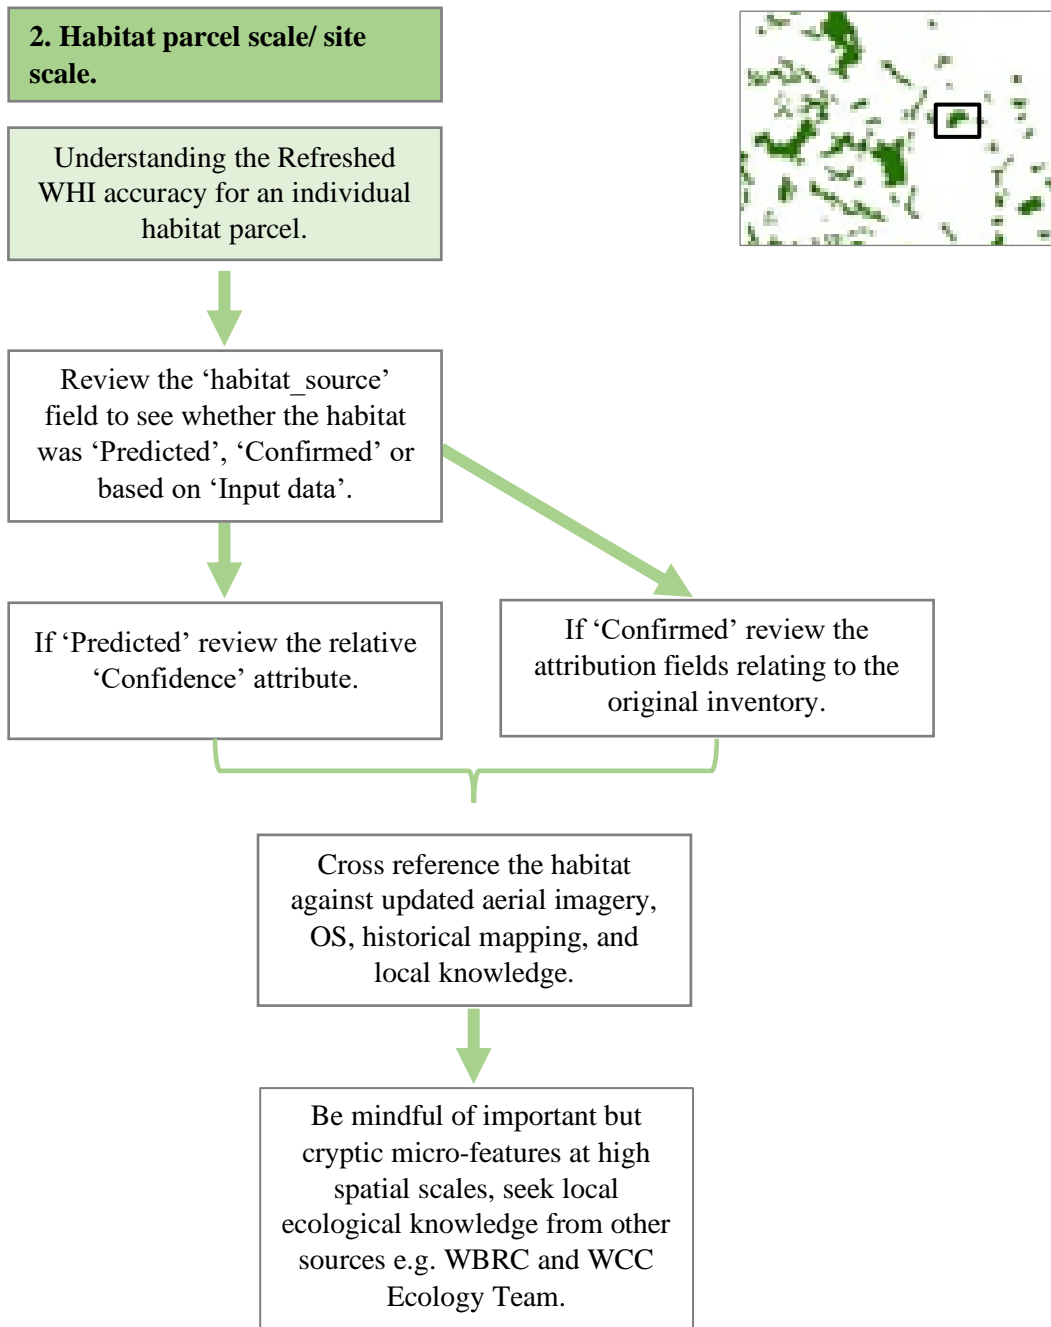 2. Habitat parcel scale/ site
scale.
Understanding the Refreshed
WHI accuracy for an individual
habitat parcel.
Review the ‘habitat_source’
field to see whether the habitat
was ‘Predicted’, ‘Confirmed’ or
based on ‘Input data’.
If ‘Predicted’ review the relative
‘Confidence’ attribute.
If ‘Confirmed’ review the
attribution fields relating to the
original inventory.
Cross reference the habitat
against updated aerial imagery,
OS, historical mapping, and
local knowledge.
Be mindful of important but
cryptic micro-features at high
spatial scales, seek local
ecological knowledge from other
sources e.g. WBRC and WCC
Ecology Team.